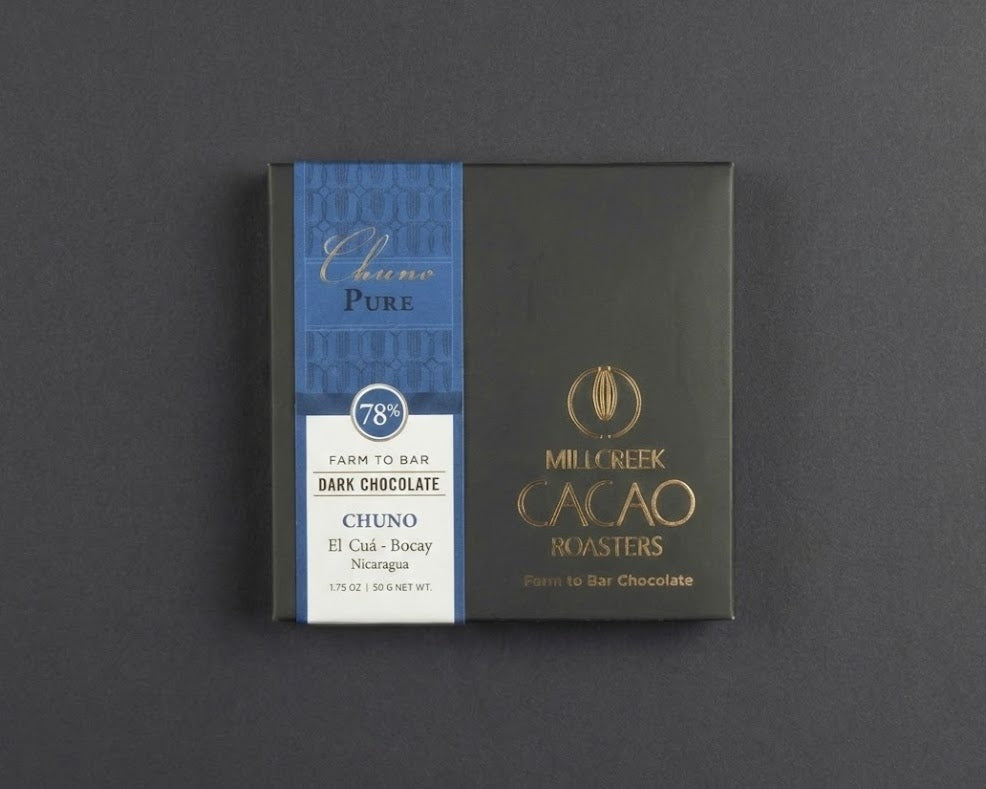 Chuno
PURE
78%
FARM TO BAR
DARK CHOCOLATE
CHUNO
El Cuá - Bocay
Nicaragua
1.75 OZ | 50 G NET WT.
MILLCREEK
CACAO
ROASTERS
Farm to Bar Chocolate